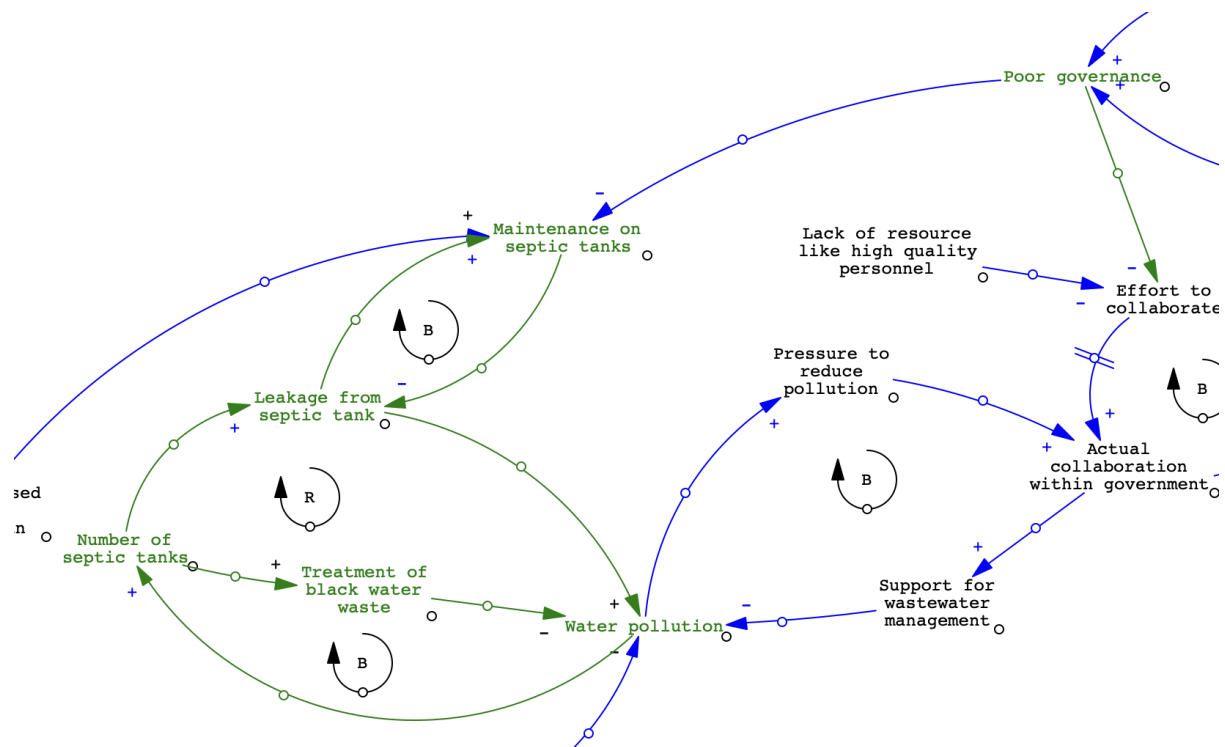 +
Poor governance
+
–
+
Maintenance on
septic tanks
+
Lack of resource
like high quality
personnel
–
–
Effort to
collaborate
B
Pressure to
reduce
pollution
–
Leakage from
septic tank
+
+
B
+
+
Actual
collaboration
within government
B
R
sed
n
Number of
septic tanks
+
+
Treatment of
black water
waste
+
–
–
Water pollution
–
+
Support for
wastewater
management
B